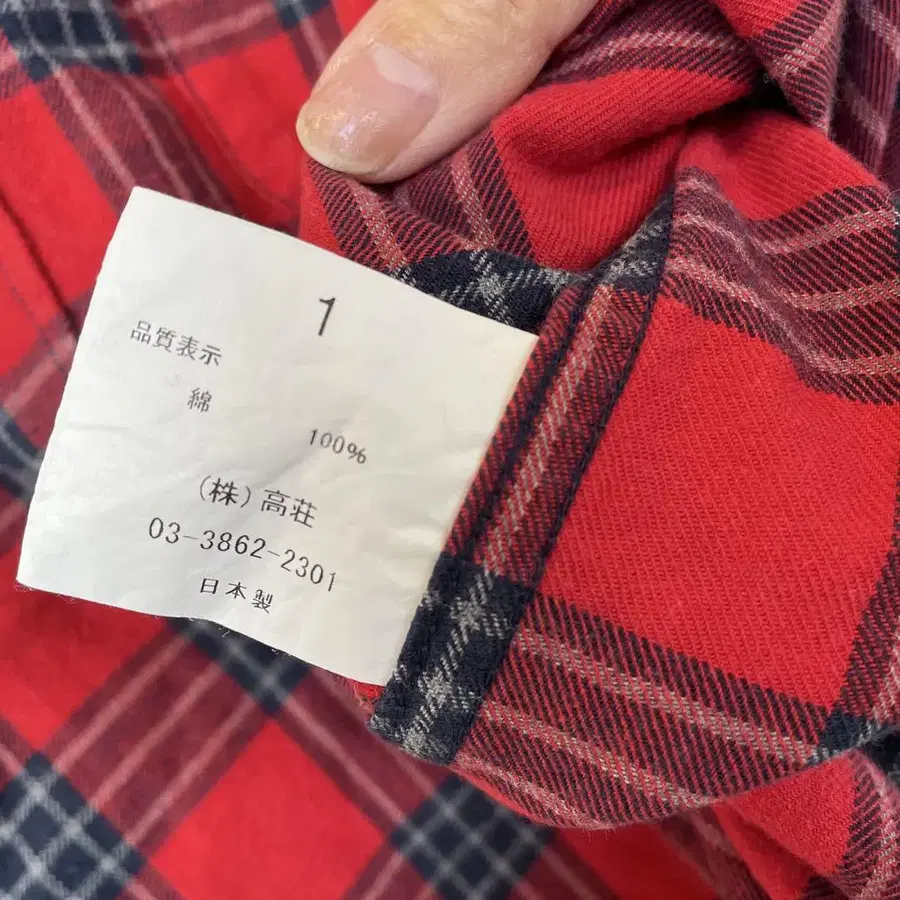 1
品質表示
綿
100%
(株)高荘
03-3862-2301
日本製